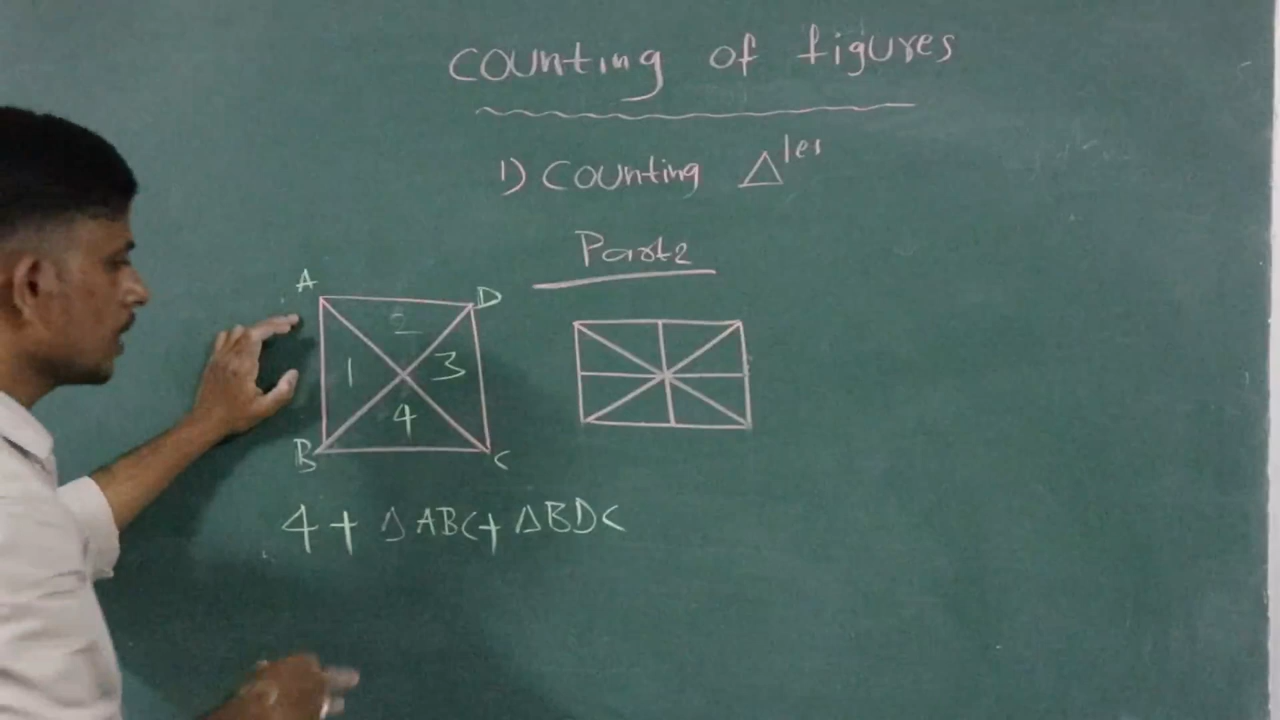 counting of figures
1) counting △les
Part2
A
D
2
1
3
4
B
C
4 + △ ABC + △BDC